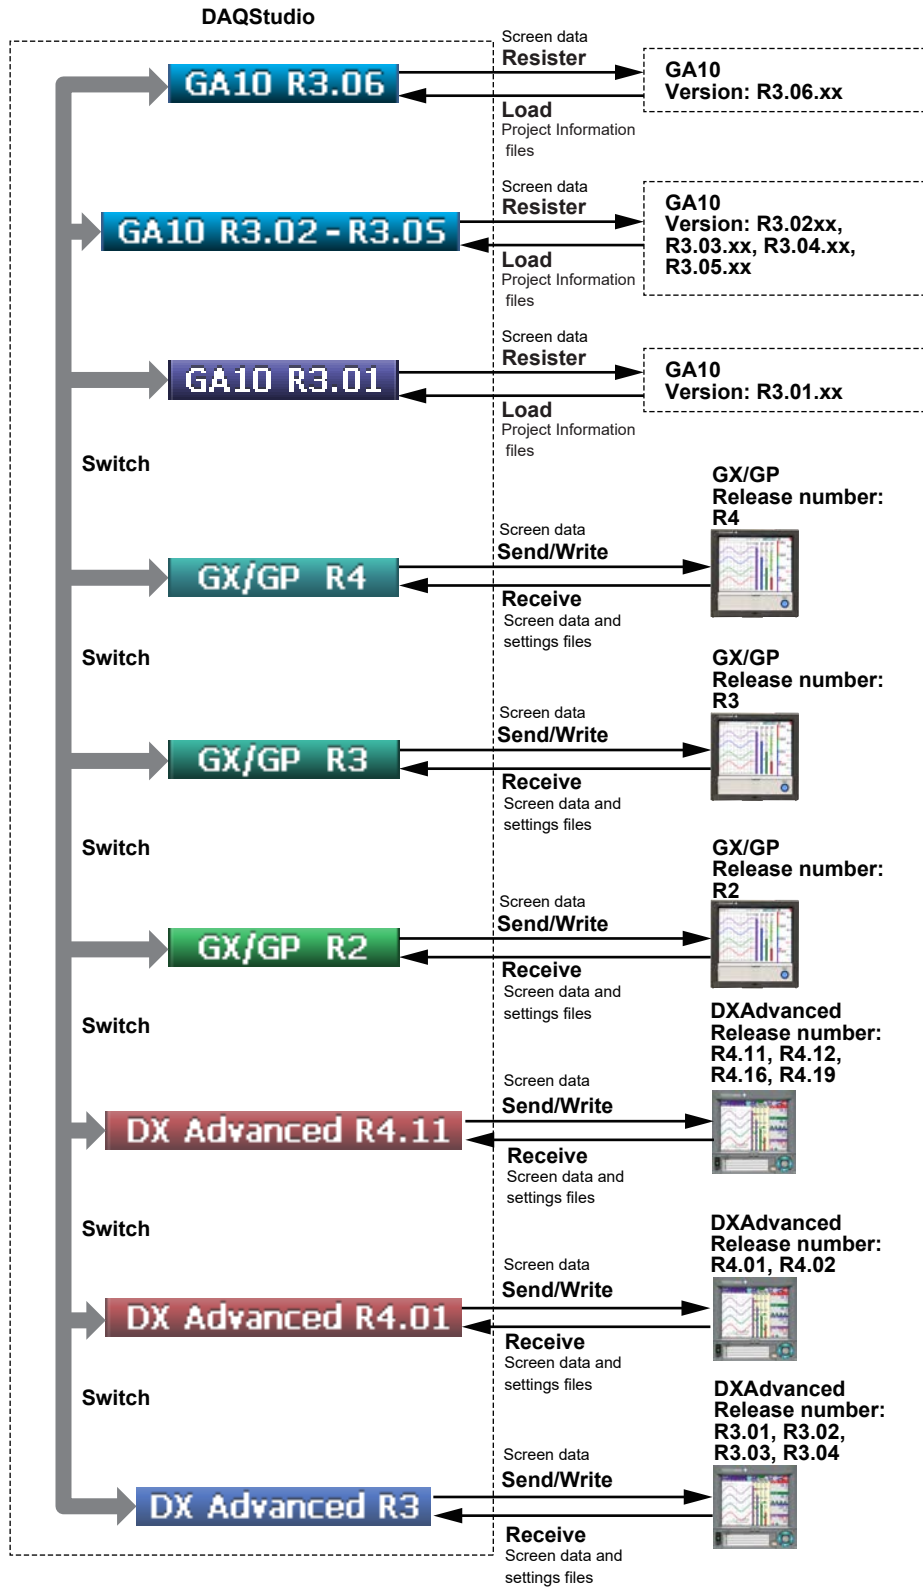 DAQStudio
Screen data
Resister
GA10 R3.06
GA10
Version: R3.06.xx
Load
Project Information
files
Screen data
Resister
GA10 R3.02-R3.05
GA10
Version: R3.02xx,
R3.03.xx, R3.04.xx,
R3.05.xx
Load
Project Information
files
Screen data
Resister
GA10 R3.01
GA10
Version: R3.01.xx
Load
Project Information
files
Switch
GX/GP
Release number:
R4
Screen data
Send/Write
GX/GP R4
Receive
Screen data and
settings files
Switch
GX/GP
Release number:
R3
Screen data
Send/Write
GX/GP R3
Receive
Screen data and
settings files
Switch
GX/GP
Release number:
R2
Screen data
Send/Write
GX/GP R2
Receive
Screen data and
settings files
Switch
DXAdvanced
Release number:
R4.11, R4.12,
R4.16, R4.19
Screen data
Send/Write
DX Advanced R4.11
Receive
Screen data and
settings files
Switch
DXAdvanced
Release number:
R4.01, R4.02
Screen data
Send/Write
DX Advanced R4.01
Receive
Screen data and
settings files
Switch
DXAdvanced
Release number:
R3.01, R3.02,
R3.03, R3.04
Screen data
Send/Write
DX Advanced R3
Receive
Screen data and
settings files